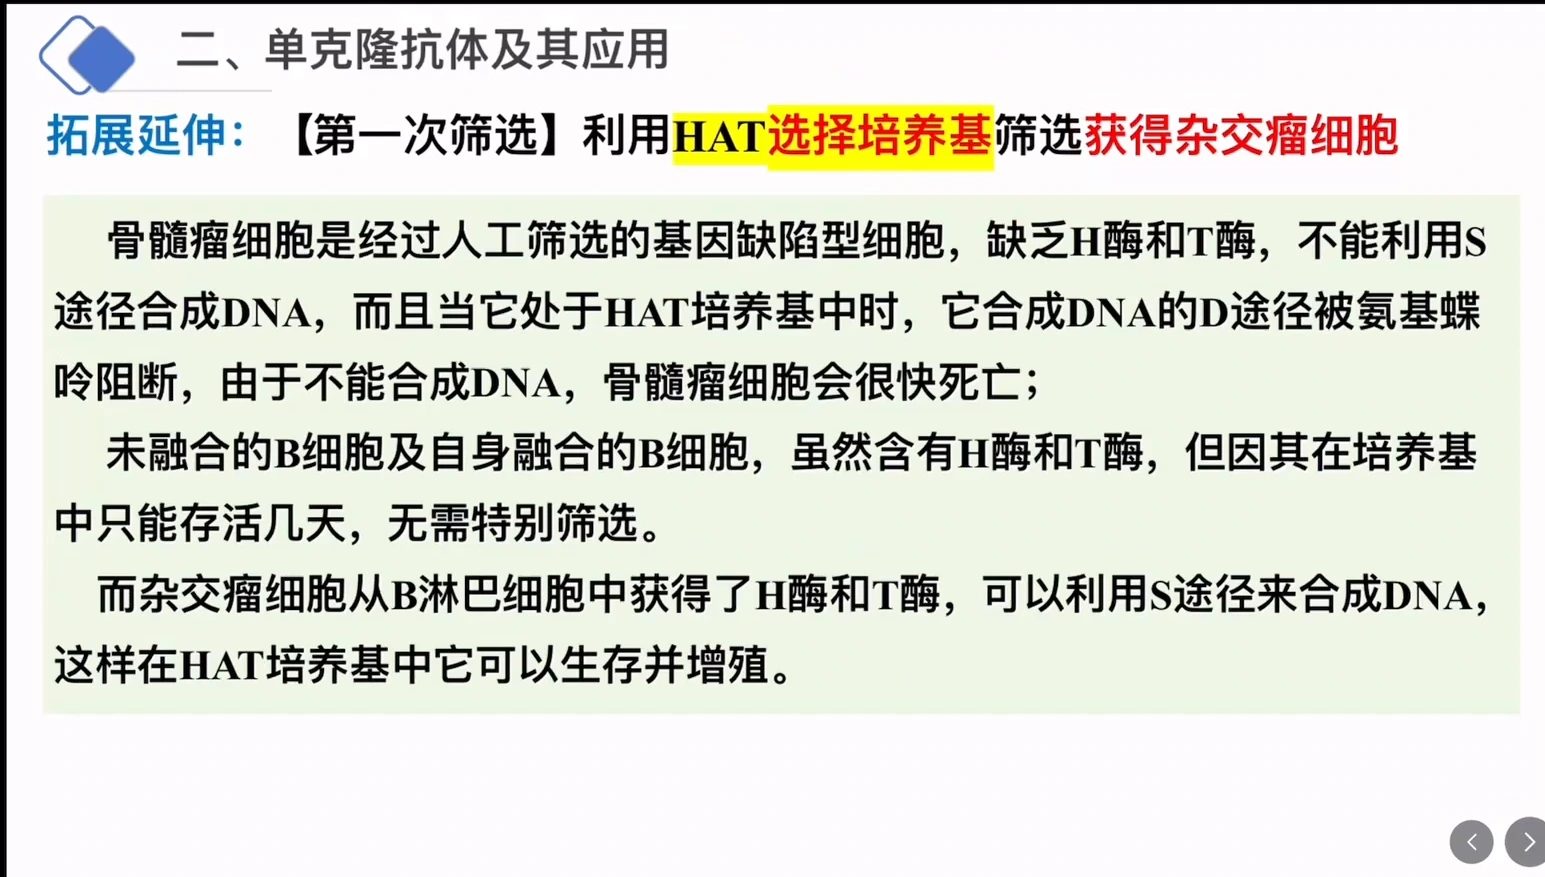 二、单克隆抗体及其应用
拓展延伸：【第一次筛选】利用HAT选择培养基筛选获得杂交瘤细胞
骨髓瘤细胞是经过人工筛选的基因缺陷型细胞，缺乏H酶和T酶，不能利用S
途径合成DNA，而且当它处于HAT培养基中时，它合成DNA的D途径被氨基蝶
呤阻断，由于不能合成DNA，骨髓瘤细胞会很快死亡；
未融合的B细胞及自身融合的B细胞，虽然含有H酶和T酶，但因其在培养基
中只能存活几天，无需特别筛选。
而杂交瘤细胞从B淋巴细胞中获得了H酶和T酶，可以利用S途径来合成DNA，
这样在HAT培养基中它可以生存并增殖。